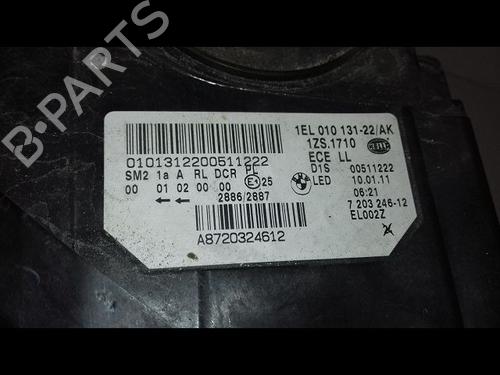 1EL 010 131-22/AK
1ZS.1710
HELLA
0101312200511222
ECE LL
SM2 1a A RL DCR PL
D1S 00511222
00 01 02 00 00 E1 25
LED 10.01.11
2886/2887
06:21
7 203 246-12
A8720324612
EL002Z
B-PARTS